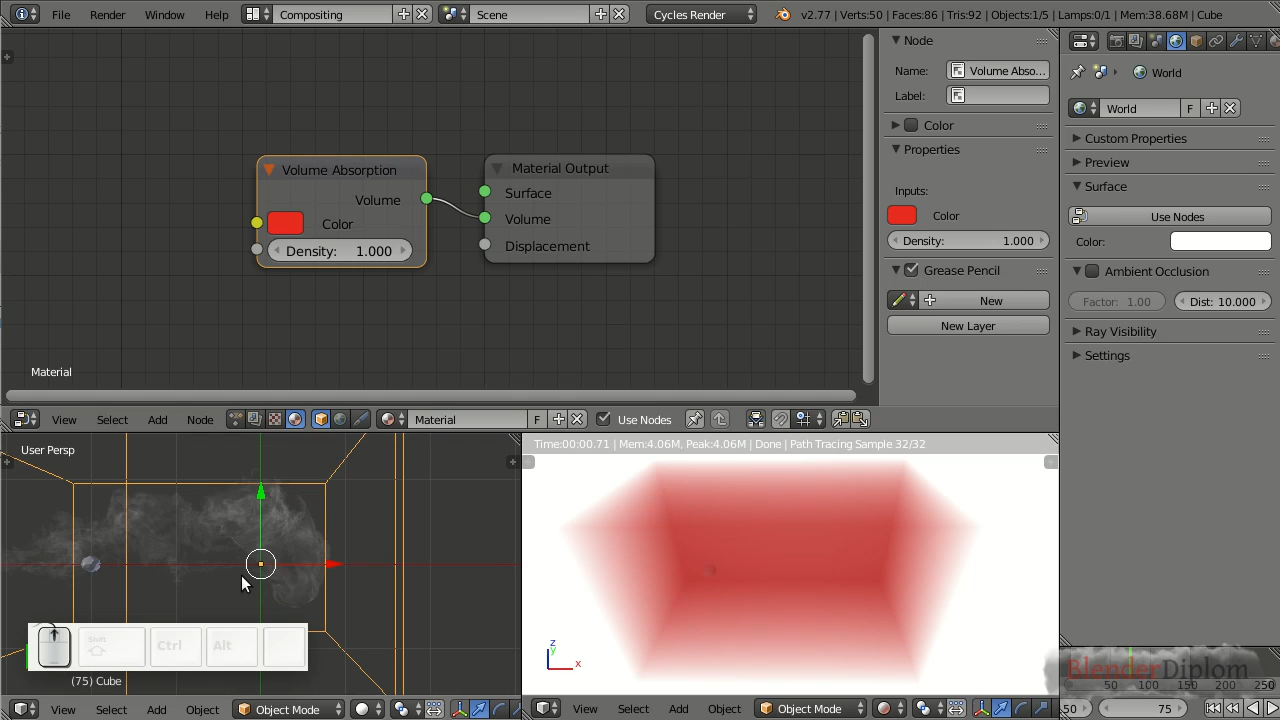 File Render Window Help Compositing Scene Cycles Render v2.77 | Verts:50 | Faces:86 | Tris:92 | Objects:1/5 | Lamps:0/1 | Mem:38.68M | Cube
Volume Absorption
Volume
Color
Density: 1.000
Material Output
Surface
Volume
Displacement
Material
Node
Name: Volume Abso...
Label:
Color
Properties
Inputs:
Color
Density: 1.000
Grease Pencil
New
New Layer
World
World F
Custom Properties
Preview
Surface
Use Nodes
Color:
Ambient Occlusion
Factor: 1.00 Dist: 10.000
Ray Visibility
Settings
View Select Add Node Material F Use Nodes
User Persp
Shift Ctrl Alt
(75) Cube
View Select Add Object Object Mode
Time:00:00.71 | Mem:4.06M, Peak:4.06M | Done | Path Tracing Sample 32/32
z
y
x
View Select Add Object Object Mode
BlenderDiplom
0 50 100 150 200 250
50 75